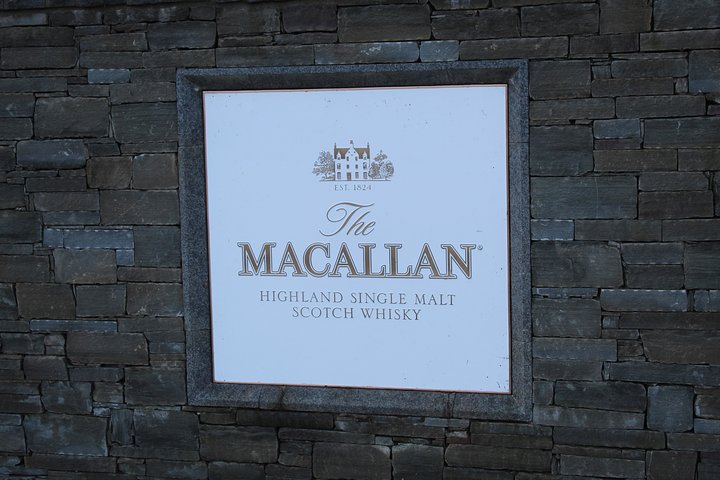 EST. 1824
The
MACALLAN®
HIGHLAND SINGLE MALT
SCOTCH WHISKY